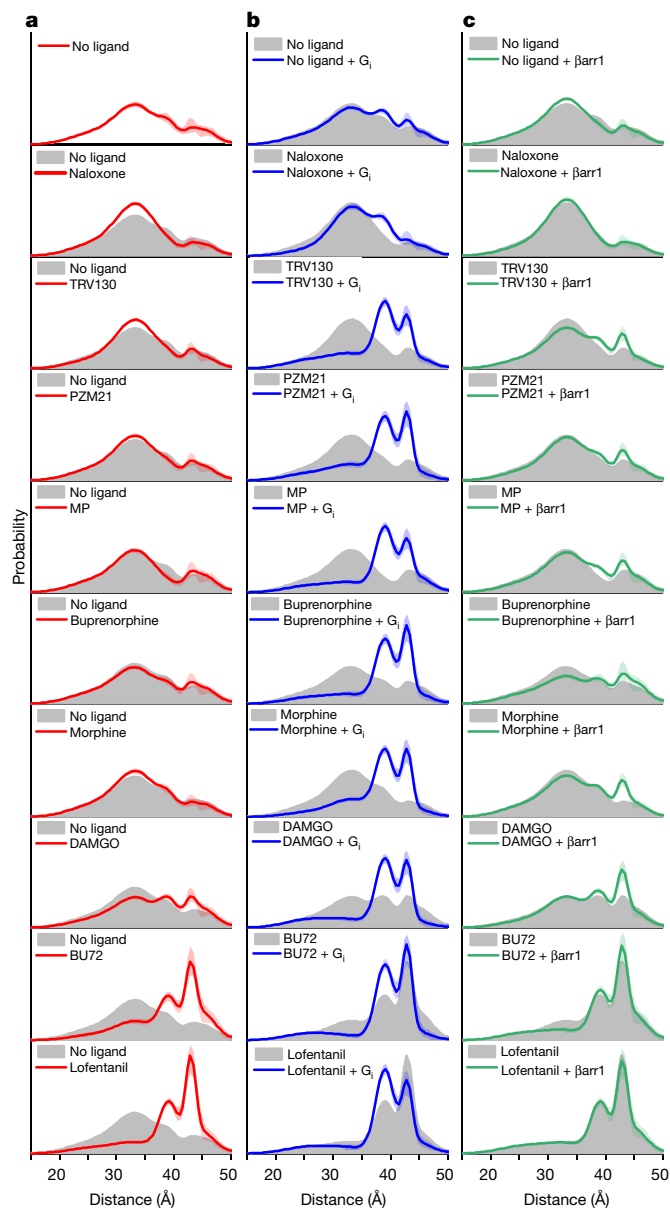 a
b
c
No ligand
No ligand
No ligand + Gi
No ligand
No ligand + βarr1
No ligand
Naloxone
Naloxone
Naloxone + Gi
Naloxone
Naloxone + βarr1
No ligand
TRV130
TRV130
TRV130 + Gi
TRV130
TRV130 + βarr1
No ligand
PZM21
PZM21
PZM21 + Gi
PZM21
PZM21 + βarr1
No ligand
MP
MP
MP + Gi
MP
MP + βarr1
Probability
No ligand
Buprenorphine
Buprenorphine
Buprenorphine + Gi
Buprenorphine
Buprenorphine + βarr1
No ligand
Morphine
Morphine
Morphine + Gi
Morphine
Morphine + βarr1
No ligand
DAMGO
DAMGO
DAMGO + Gi
DAMGO
DAMGO + βarr1
No ligand
BU72
BU72
BU72 + Gi
BU72
BU72 + βarr1
No ligand
Lofentanil
Lofentanil
Lofentanil + Gi
Lofentanil
Lofentanil + βarr1
20 30 40 50
20 30 40 50
20 30 40 50
Distance (Å)
Distance (Å)
Distance (Å)